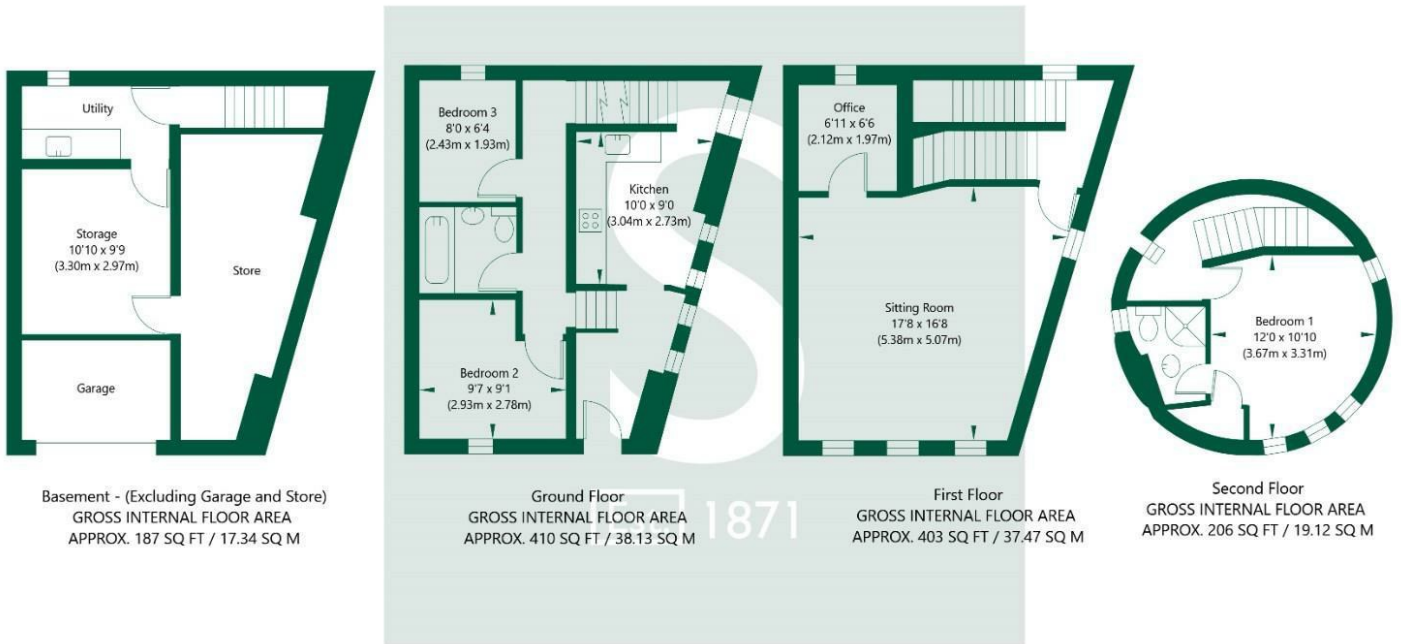 Utility
Storage
10'10 x 9'9
(3.30m x 2.97m)
Store
Garage
Basement - (Excluding Garage and Store)
GROSS INTERNAL FLOOR AREA
APPROX. 187 SQ FT / 17.34 SQ M
Bedroom 3
8'0 x 6'4
(2.43m x 1.93m)
Kitchen
10'0 x 9'0
(3.04m x 2.73m)
Bedroom 2
9'7 x 9'1
(2.93m x 2.78m)
Ground Floor
GROSS INTERNAL FLOOR AREA
APPROX. 410 SQ FT / 38.13 SQ M
Office
6'11 x 6'6
(2.12m x 1.97m)
Sitting Room
17'8 x 16'8
(5.38m x 5.07m)
First Floor
GROSS INTERNAL FLOOR AREA
APPROX. 403 SQ FT / 37.47 SQ M
Bedroom 1
12'0 x 10'10
(3.67m x 3.31m)
Second Floor
GROSS INTERNAL FLOOR AREA
APPROX. 206 SQ FT / 19.12 SQ M
S
1871